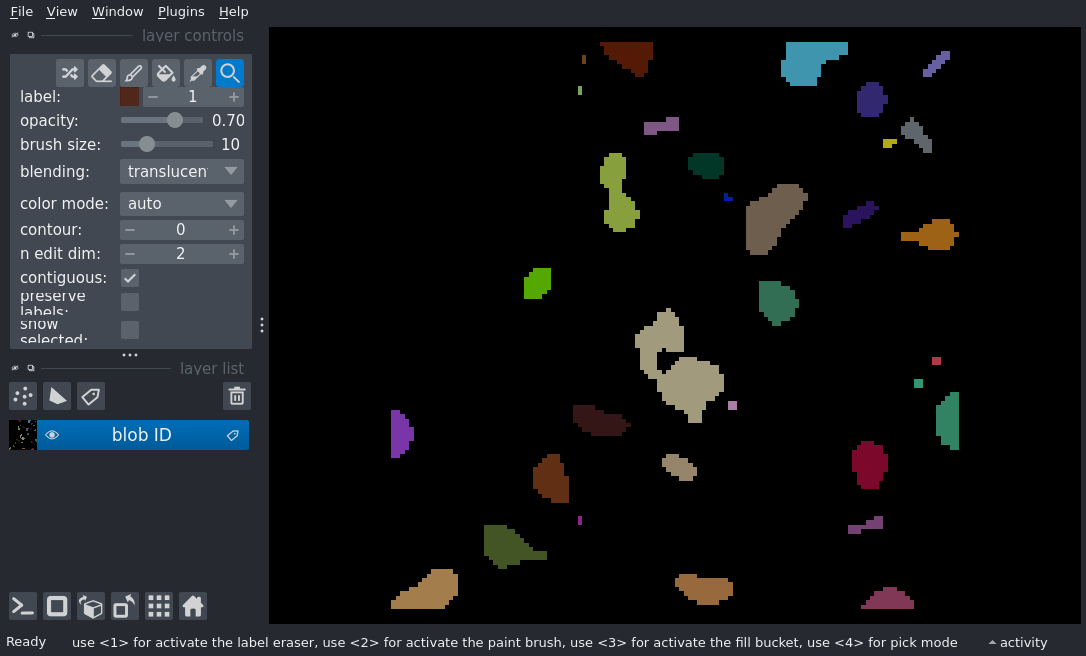 File View Window Plugins Help
layer controls
label: 1
opacity: 0.70
brush size: 10
blending: translucen
color mode: auto
contour: 0
n edit dim: 2
contiguous:
preserve
labels:
show
selected:
layer list
blob ID
Ready use <1> for activate the label eraser, use <2> for activate the paint brush, use <3> for activate the fill bucket, use <4> for pick mode activity